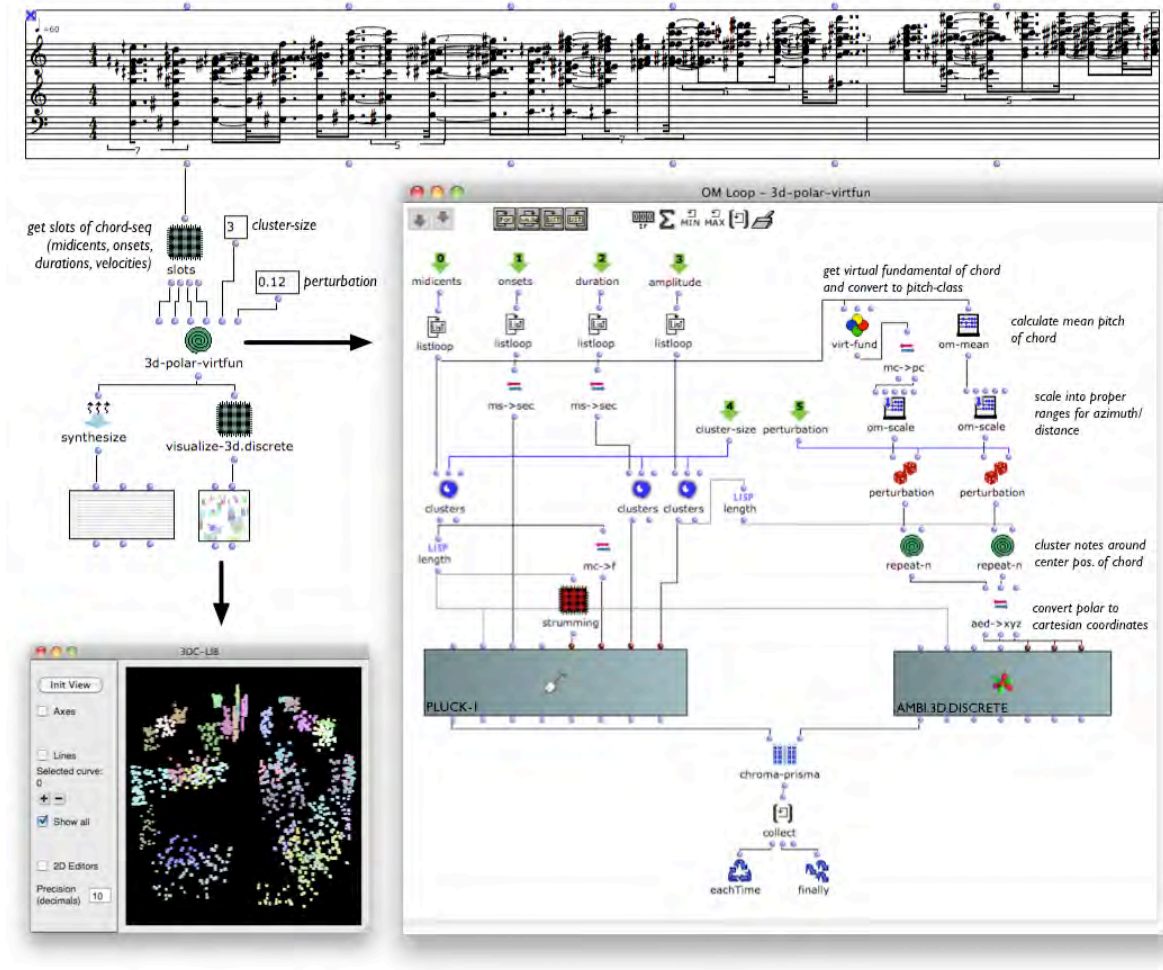 =60
2
3
7
5
7
5
OM Loop - 3d-polar-virtfun
get slots of chord-seq
(midicents, onsets,
durations, velocities)
slots
3
cluster-size
0.12
perturbation
3d-polar-virtfun
synthesize
visualize-3d.discrete
MIN MAX
0 1 2 3
midicents onsets duration amplitude
listloop listloop listloop listloop
ms->sec ms->sec
get virtual fundamental of chord
and convert to pitch-class
virt-fund om-mean
calculate mean pitch
of chord
mc->pc
4 5
cluster-size perturbation
om-scale om-scale
scale into proper
ranges for azimuth/
distance
perturbation perturbation
clusters clusters clusters
LISP
length
LISP
length
mc->f
repeat-n repeat-n
cluster notes around
center pos. of chord
strumming
aed->xyz
convert polar to
cartesian coordinates
PLUCK-1
AMBI.3D.DISCRETE
chroma-prisma
collect
eachTime finally
3DC-LIB
Init View
Axes
Lines
Selected curve:
0
+ -
Show all
2D Editors
Precision
(decimals)
10